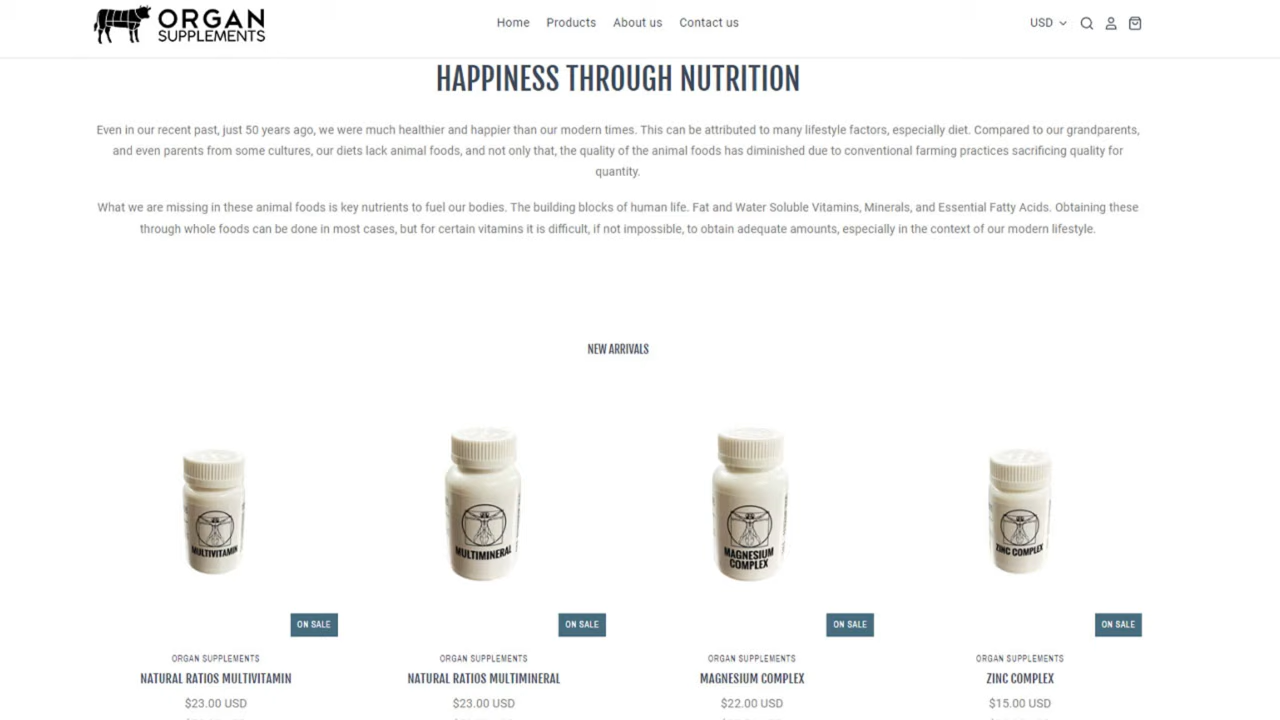 ORGAN
SUPPLEMENTS
Home Products About us Contact us
USD
HAPPINESS THROUGH NUTRITION
Even in our recent past, just 50 years ago, we were much healthier and happier than our modern times. This can be attributed to many lifestyle factors, especially diet. Compared to our grandparents,
and even parents from some cultures, our diets lack animal foods, and not only that, the quality of the animal foods has diminished due to conventional farming practices sacrificing quality for
quantity.
What we are missing in these animal foods is key nutrients to fuel our bodies. The building blocks of human life. Fat and Water Soluble Vitamins, Minerals, and Essential Fatty Acids. Obtaining these
through whole foods can be done in most cases, but for certain vitamins it is difficult, if not impossible, to obtain adequate amounts, especially in the context of our modern lifestyle.
NEW ARRIVALS
MULTIVITAMIN
MULTIMINERAL
MAGNESIUM
COMPLEX
ZINC COMPLEX
ON SALE ON SALE ON SALE ON SALE
ORGAN SUPPLEMENTS ORGAN SUPPLEMENTS ORGAN SUPPLEMENTS ORGAN SUPPLEMENTS
NATURAL RATIOS MULTIVITAMIN NATURAL RATIOS MULTIMINERAL MAGNESIUM COMPLEX ZINC COMPLEX
$23.00 USD $23.00 USD $22.00 USD $15.00 USD